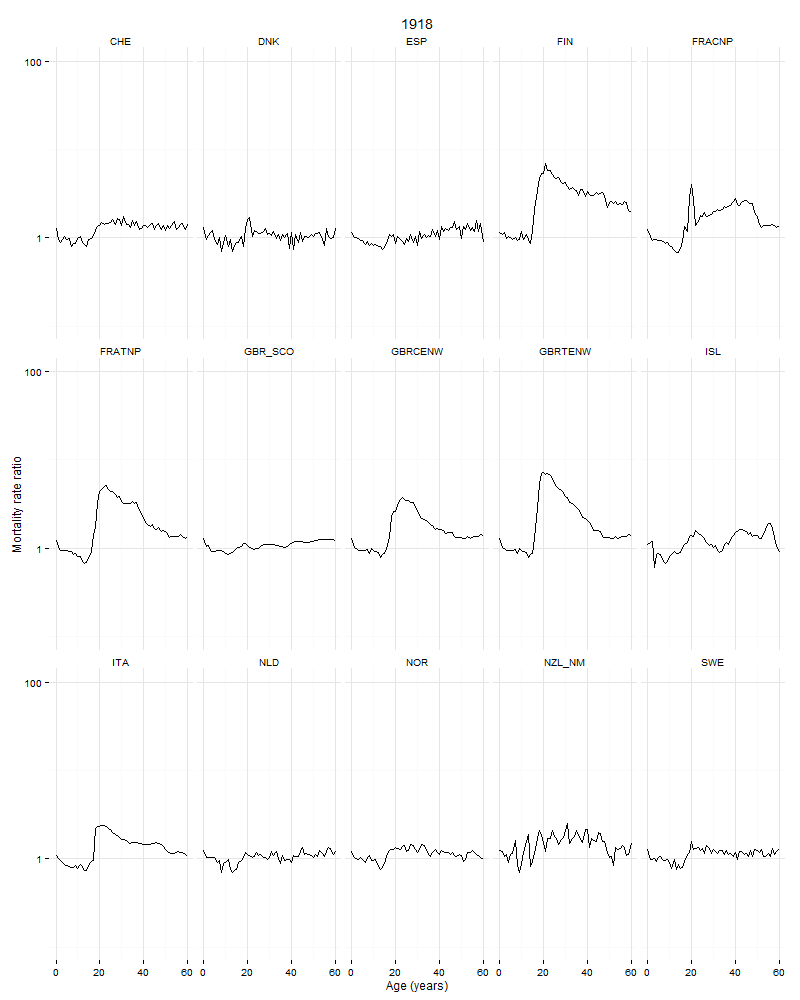 1918
CHE DNK ESP FIN FRACNP
100
1
FRATNP GBR_SCO GBRCENW GBRTENW ISL
100
Mortality rate ratio
1
ITA NLD NOR NZL_NM SWE
100
1
0 20 40 60 0 20 40 60 0 20 40 60 0 20 40 60 0 20 40 60
Age (years)